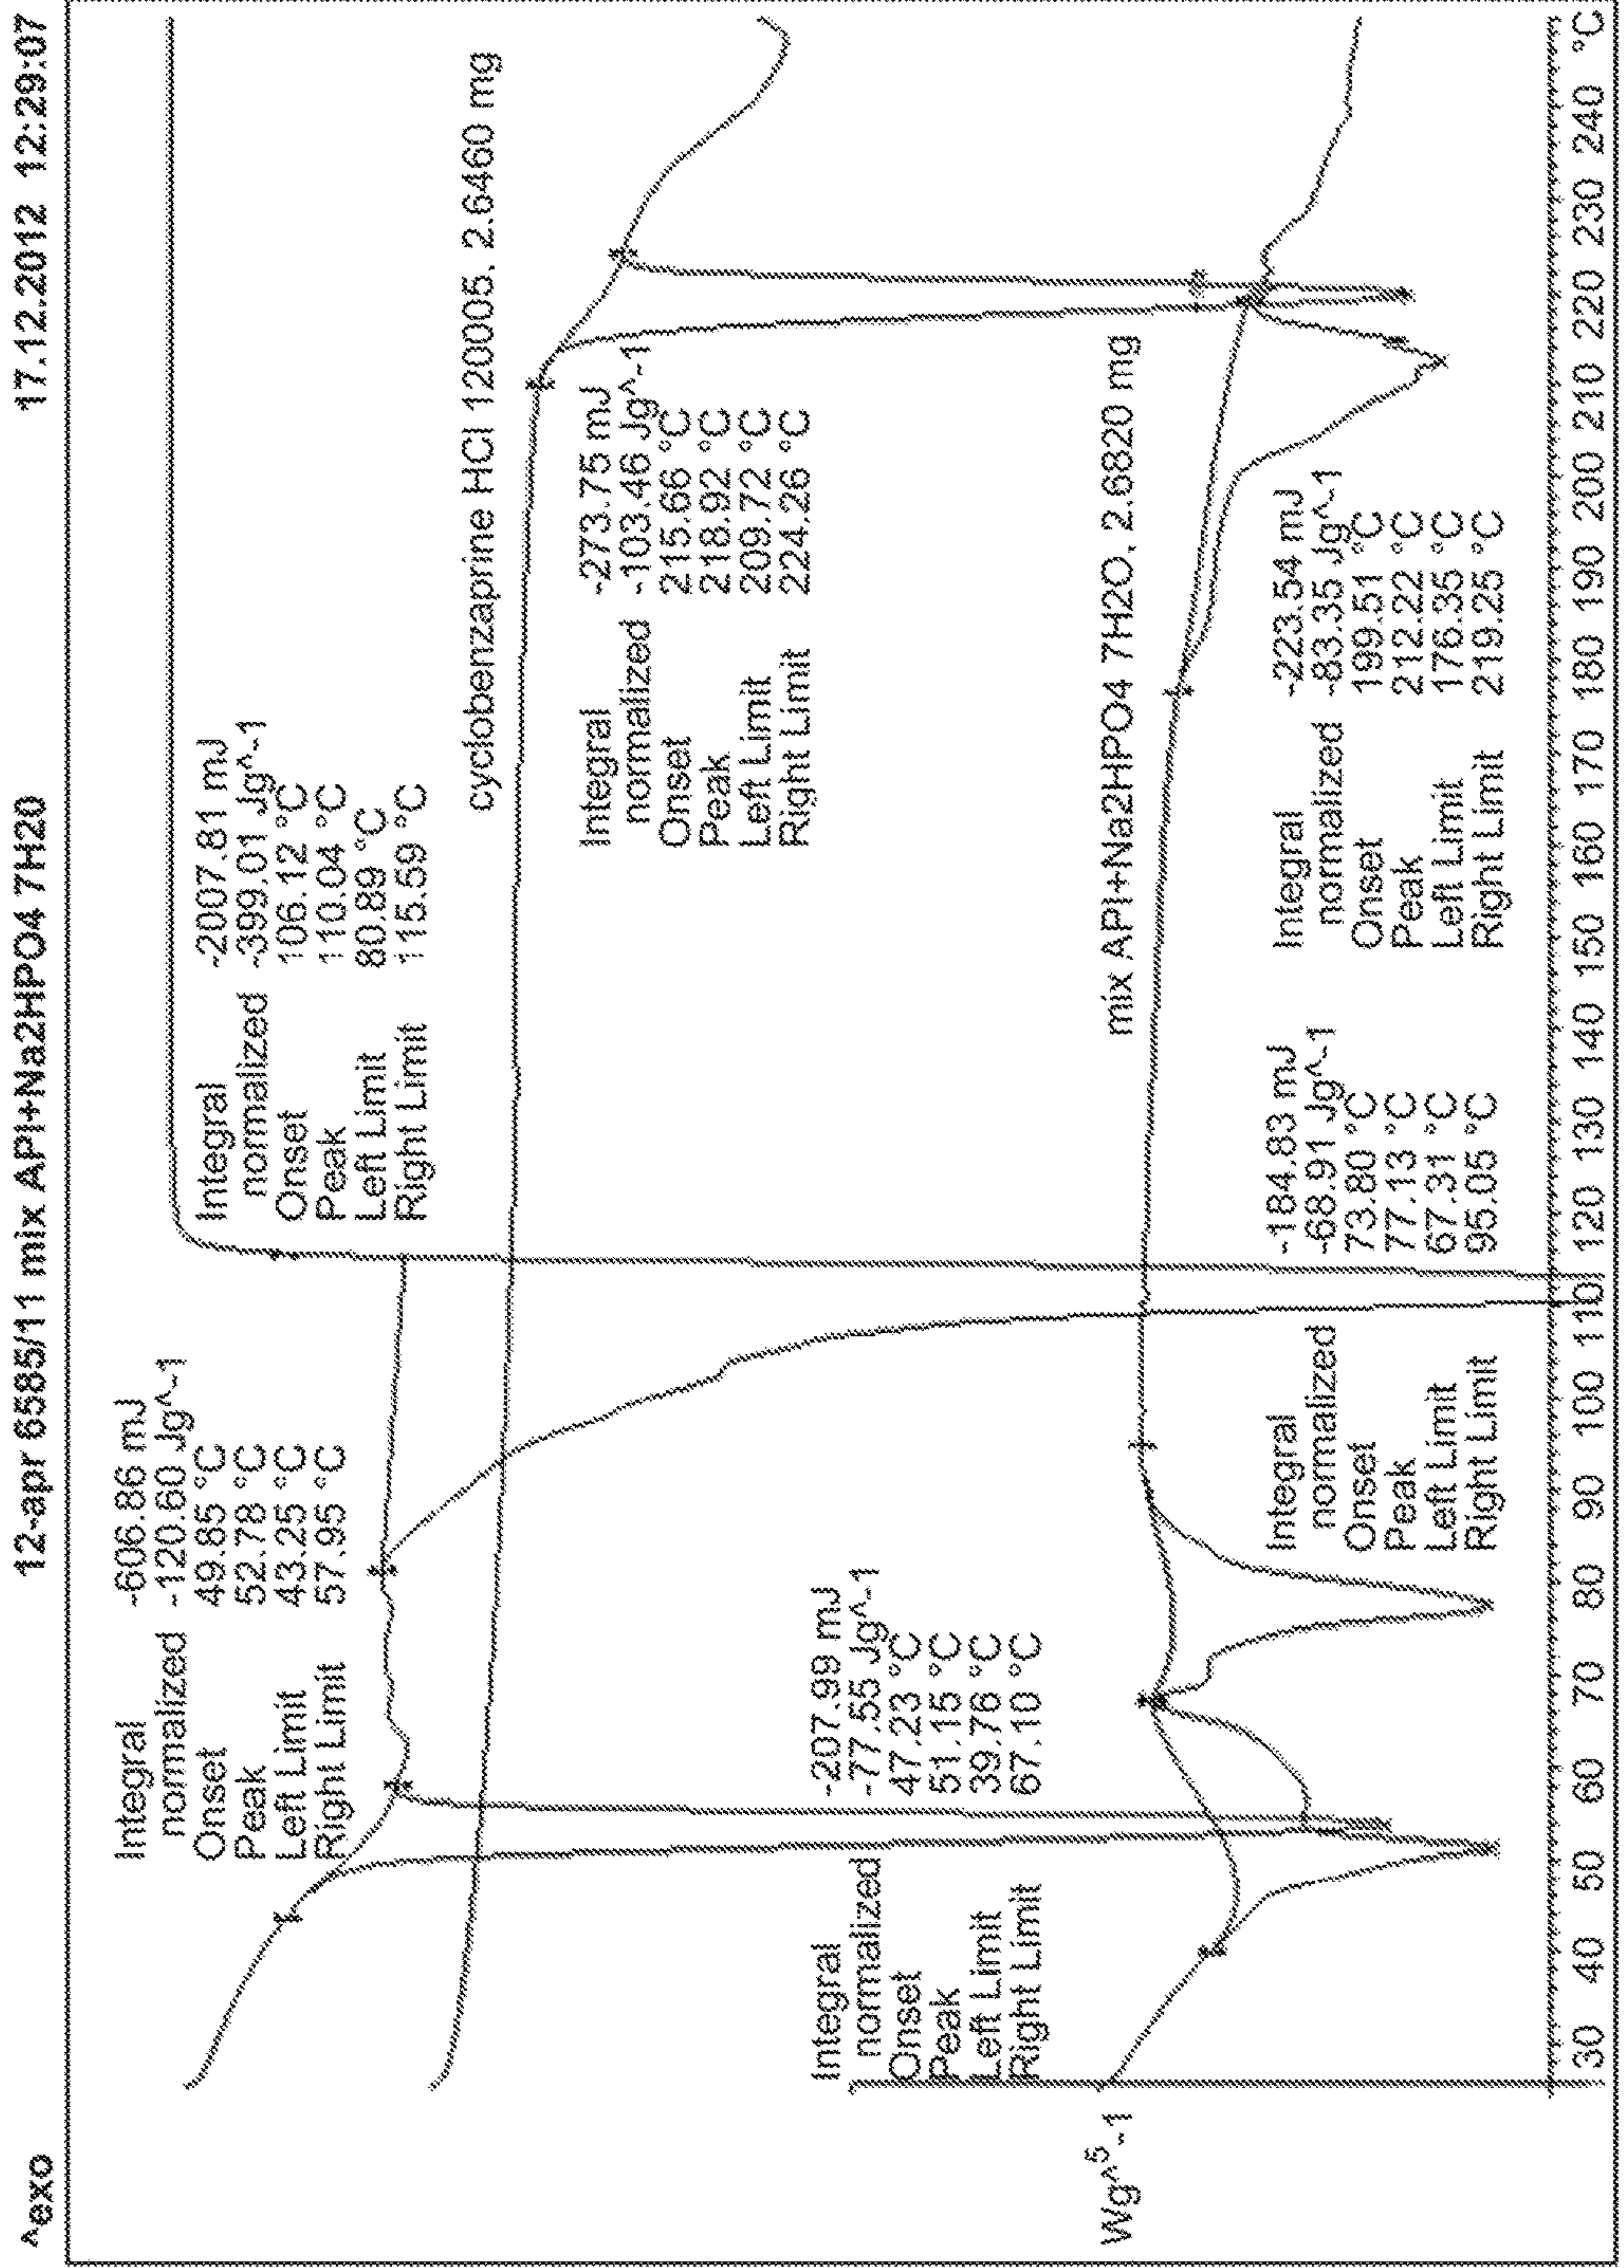 12-apr 6585/1 mix API+Na2HPO4 7H20
17.12.2012 12:29:07
^exo
Integral -606.86 mJ
normalized -120.60 Jg^-1
Onset 49.85 °C
Peak 52.78 °C
Left Limit 43.25 °C
Right Limit 57.95 °C
Integral -2007.81 mJ
normalized -399.01 Jg^-1
Onset 106.12 °C
Peak 110.04 °C
Left Limit 80.89 °C
Right Limit 115.59 °C
cyclobenzaprine HCl 12005, 2.6460 mg
Integral -273.75 mJ
normalized -103.46 Jg^-1
Onset 215.66 °C
Peak 218.92 °C
Left Limit 209.72 °C
Right Limit 224.26 °C
Integral -207.99 mJ
normalized -77.55 Jg^-1
Onset 47.23 °C
Peak 51.15 °C
Left Limit 39.76 °C
Right Limit 67.10 °C
mix API+Na2HPO4 7H2O, 2.6820 mg
Wg^-1
5
Integral -184.83 mJ
normalized -68.91 Jg^-1
Onset 73.80 °C
Peak 77.13 °C
Left Limit 67.31 °C
Right Limit 95.05 °C
Integral -223.54 mJ
normalized -83.35 Jg^-1
Onset 199.51 °C
Peak 212.22 °C
Left Limit 176.35 °C
Right Limit 219.25 °C
30 40 50 60 70 80 90 100 110 120 130 140 150 160 170 180 190 200 210 220 230 240 °C